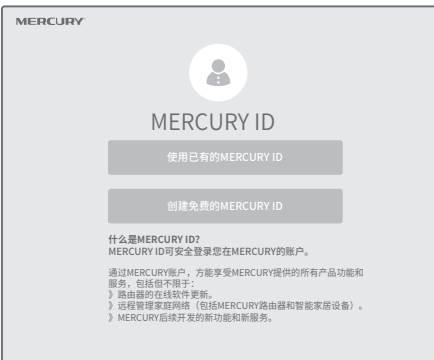 MERCURY
MERCURY ID
使用已有的MERCURY ID
创建免费的MERCURY ID
什么是MERCURY ID?
MERCURY ID可安全登录您在MERCURY的账户。
通过MERCURY账户，方能享受MERCURY提供的所有产品功能和
服务，包括但不限于：
》路由器的在线软件更新。
》远程管理家庭网络（包括MERCURY路由器和智能家居设备）。
》MERCURY后续开发的新功能和新服务。